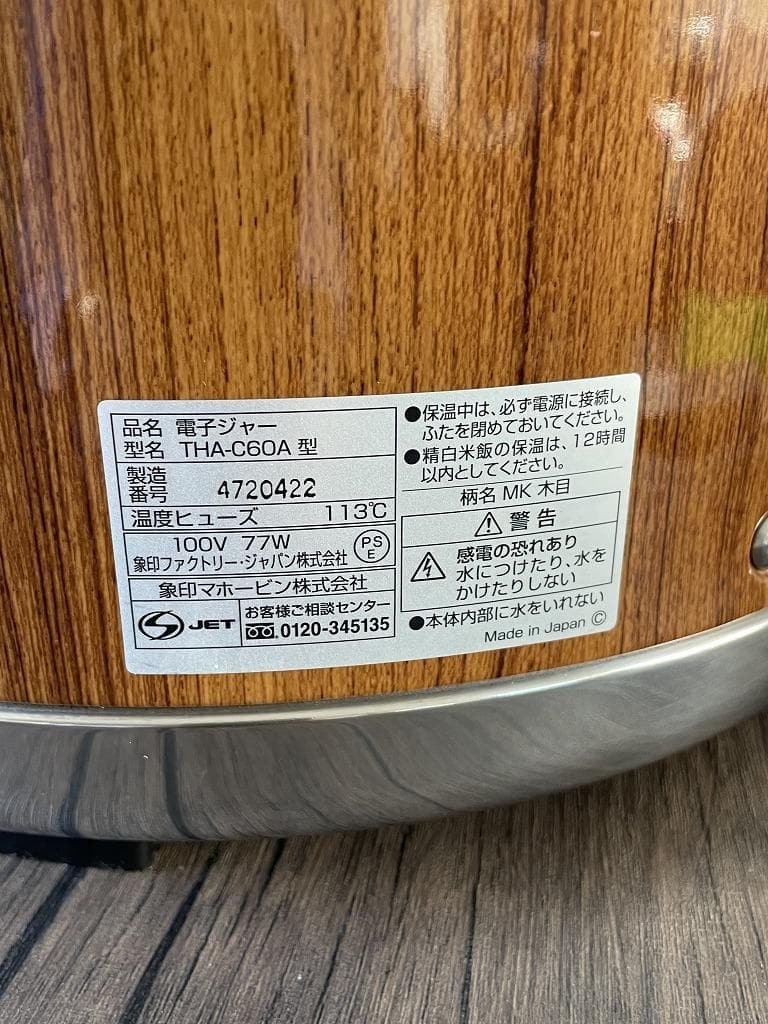 品名 電子ジャー
型名 THA-C60A 型
製造
番号 4720422
温度ヒューズ 113℃
100V 77W
象印ファクトリー・ジャパン株式会社
PS
E
象印マホービン株式会社
JET
お客様ご相談センター
0120-345135
●保温中は、必ず電源に接続し、
ふたを閉めておいてください。
●精白米飯の保温は、12時間
以内としてください。
柄名 MK 木目
警告
感電の恐れあり
水につけたり、水を
かけたりしない
●本体内部に水をいれない
Made in Japan Ⓒ